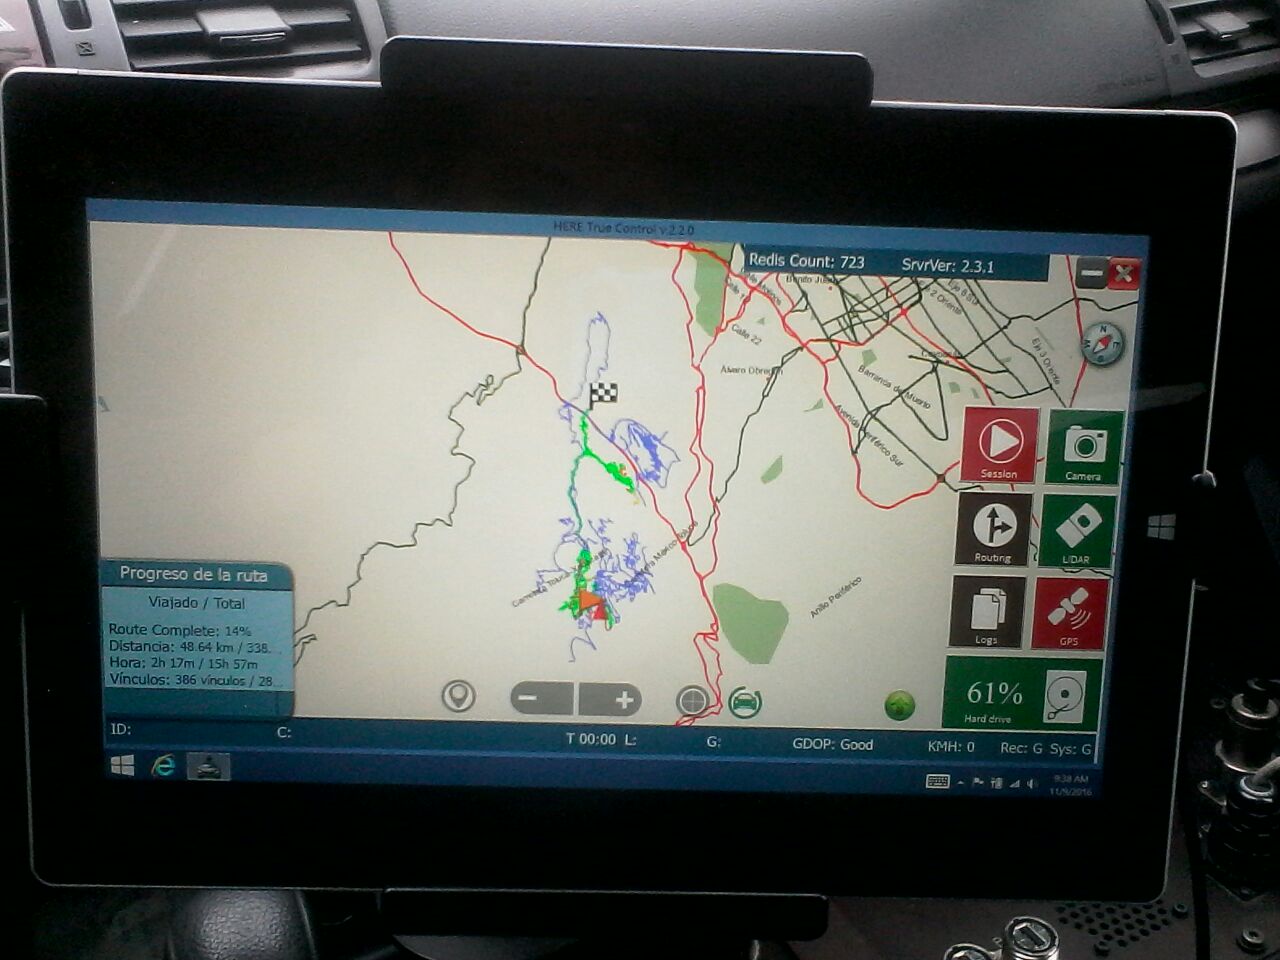 HERE True Control v:2.2.0
Redis Count: 723 SrvrVer: 2.3.1
Calle 22
Alvaro Obregon
Barranca del Muerto
Avenida Periférico Sur
Eje 3 Oriente
Anillo Periférico
Session
Camera
Routing
LIDAR
Logs
GPS
61%
Hard drive
Progreso de la ruta
Viajado / Total
Route Complete: 14%
Distancia: 48.64 km / 338...
Hora: 2h 17m / 15h 57m
Vínculos: 386 vínculos / 28...
ID: C: T 00:00 L: G: GDOP: Good KMH: 0 Rec: G Sys: G
9:38 AM
11/9/2016